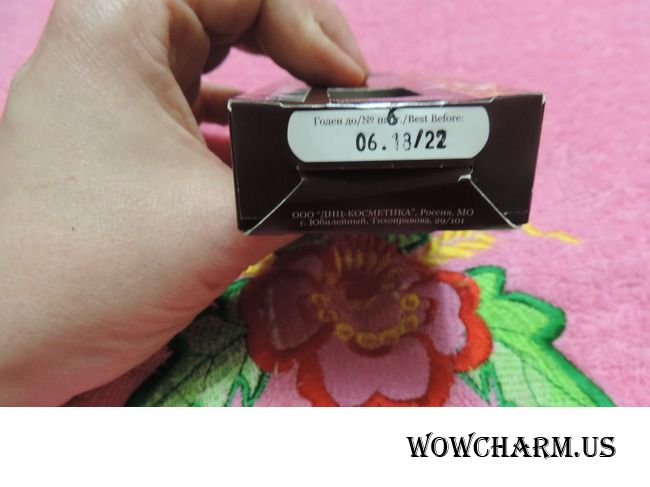 Годен до/№ п.../Best Before:
6
06.18/22
ООО "ДНЦ-КОСМЕТИКА", Россия, МО
г. Юбилейный, Тихонравова, 29/101
WOWCHARM.US